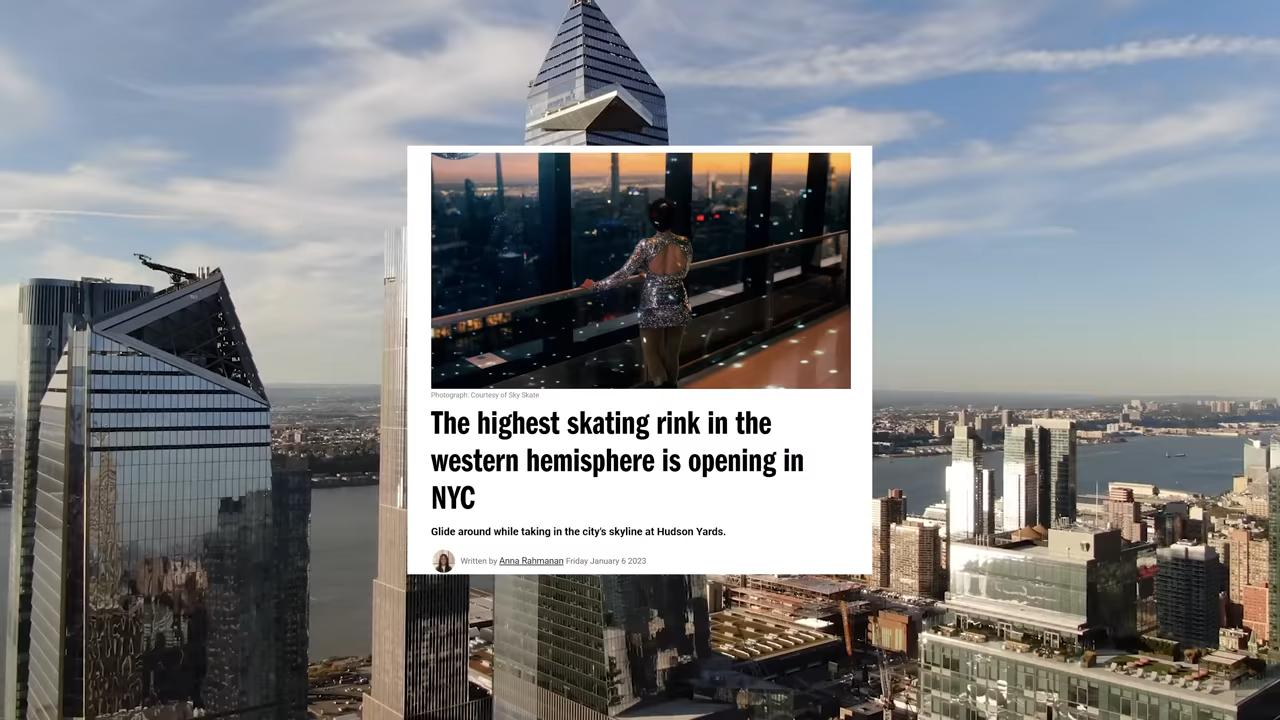 Photograph: Courtesy of Sky Skate
The highest skating rink in the
western hemisphere is opening in
NYC
Glide around while taking in the city's skyline at Hudson Yards.
Written by Anna Rahmanan Friday January 6 2023